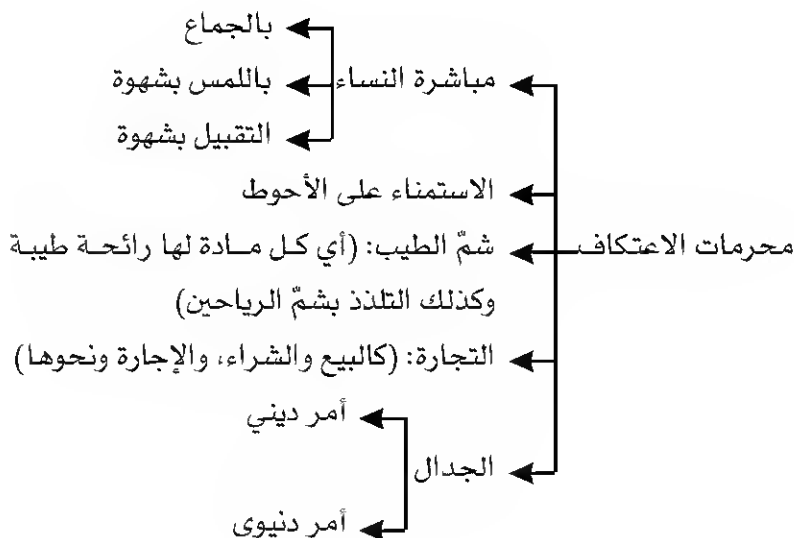 محرمات الاعتكاف
مباشرة النساء
بالجماع
باللمس بشهوة
التقبيل بشهوة
الاستمناء على الأحوط
شمّ الطيب: (أي كل مادة لها رائحة طيبة
وكذلك التلذذ بشمّ الرياحين)
التجارة: (كالبيع والشراء، والإجارة ونحوها)
الجدال
أمر ديني
أمر دنيوى